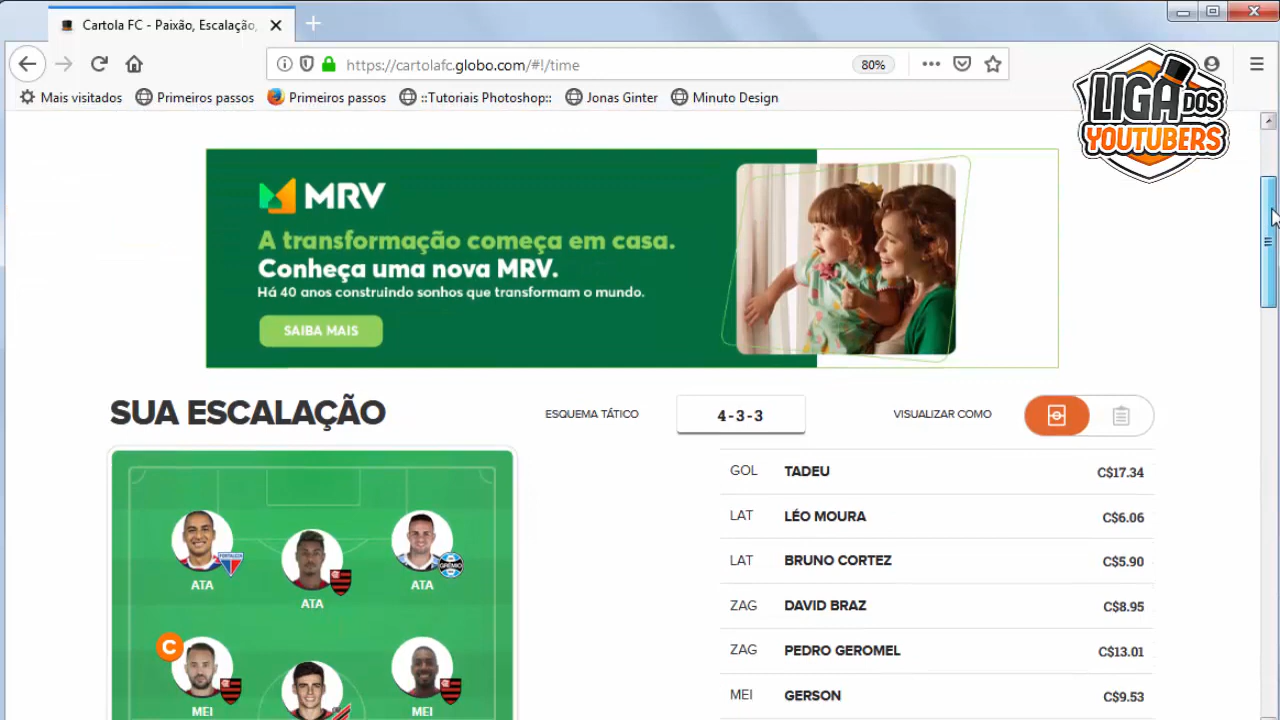 Cartola FC - Paixão, Escalação,
https://cartolafc.globo.com/#!/time
80%
Mais visitados
Primeiros passos
Primeiros passos
::Tutoriais Photoshop::
Jonas Ginter
Minuto Design
LIGA DOS
YOUTUBERS
MRV
A transformação começa em casa.
Conheça uma nova MRV.
Há 40 anos construindo sonhos que transformam o mundo.
SAIBA MAIS
SUA ESCALAÇÃO
ESQUEMA TÁTICO
4-3-3
VISUALIZAR COMO
GOL TADEU C$17.34
LAT LÉO MOURA C$6.06
LAT BRUNO CORTEZ C$5.90
ZAG DAVID BRAZ C$8.95
ZAG PEDRO GEROMEL C$13.01
MEI GERSON C$9.53
FORTALEZA
GRÊMIO
ATA
ATA
ATA
C
MEI
MEI